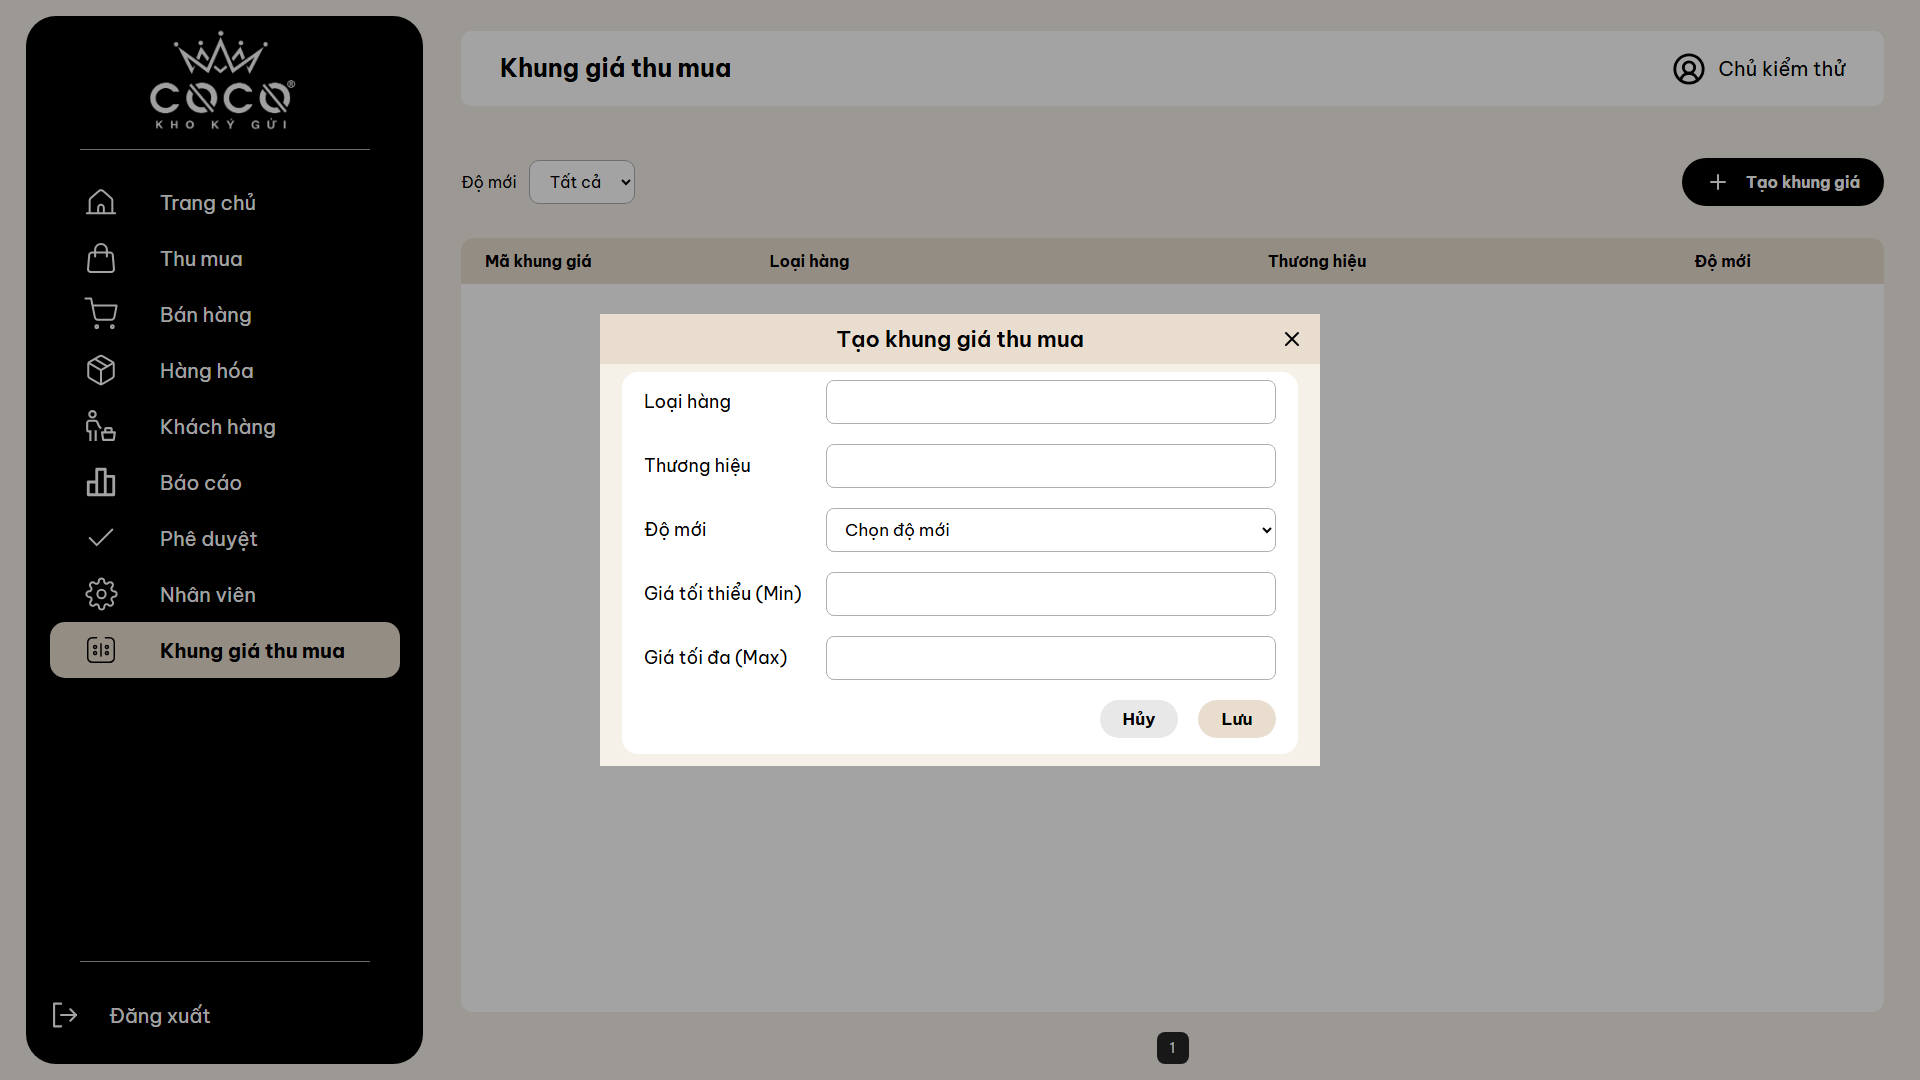 COCO®
KHO KÝ GỬI
Trang chủ
Thu mua
Bán hàng
Hàng hóa
Khách hàng
Báo cáo
Phê duyệt
Nhân viên
Khung giá thu mua
Đăng xuất
Khung giá thu mua
Chủ kiểm thử
Độ mới
Tất cả
Tạo khung giá
Mã khung giá
Loại hàng
Thương hiệu
Độ mới
Tạo khung giá thu mua
Loại hàng
Thương hiệu
Độ mới
Chọn độ mới
Giá tối thiểu (Min)
Giá tối đa (Max)
Hủy
Lưu
1